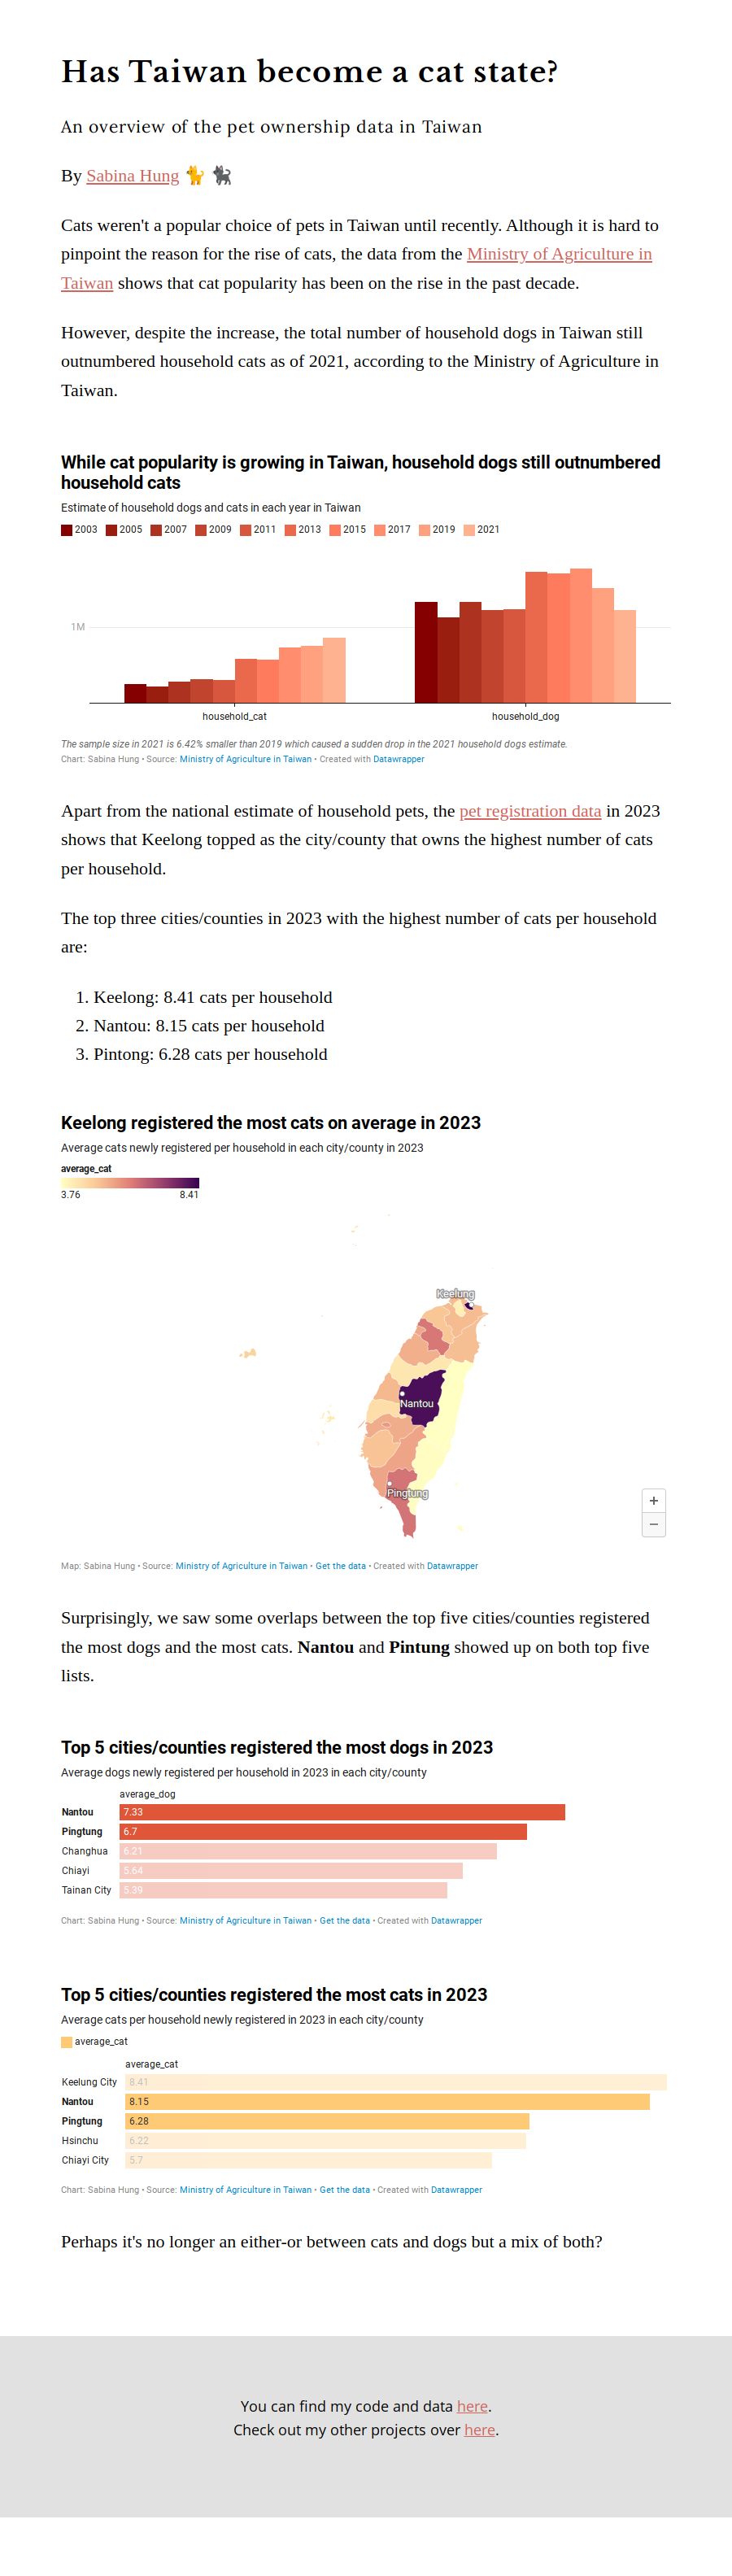 Has Taiwan become a cat state?
An overview of the pet ownership data in Taiwan
By Sabina Hung 🐈 🐈‍⬛
Cats weren't a popular choice of pets in Taiwan until recently. Although it is hard to
pinpoint the reason for the rise of cats, the data from the Ministry of Agriculture in
Taiwan shows that cat popularity has been on the rise in the past decade.
However, despite the increase, the total number of household dogs in Taiwan still
outnumbered household cats as of 2021, according to the Ministry of Agriculture in
Taiwan.
While cat popularity is growing in Taiwan, household dogs still outnumbered
household cats
Estimate of household dogs and cats in each year in Taiwan
2003 2005 2007 2009 2011 2013 2015 2017 2019 2021
1M
household_cat household_dog
The sample size in 2021 is 6.42% smaller than 2019 which caused a sudden drop in the 2021 household dogs estimate.
Chart: Sabina Hung • Source: Ministry of Agriculture in Taiwan • Created with Datawrapper
Apart from the national estimate of household pets, the pet registration data in 2023
shows that Keelong topped as the city/county that owns the highest number of cats
per household.
The top three cities/counties in 2023 with the highest number of cats per household
are:
1. Keelong: 8.41 cats per household
2. Nantou: 8.15 cats per household
3. Pintong: 6.28 cats per household
Keelong registered the most cats on average in 2023
Average cats newly registered per household in each city/county in 2023
average_cat
3.76 8.41
Keelung
Nantou
Pingtung
+
−
Map: Sabina Hung • Source: Ministry of Agriculture in Taiwan • Get the data • Created with Datawrapper
Surprisingly, we saw some overlaps between the top five cities/counties registered
the most dogs and the most cats. Nantou and Pintung showed up on both top five
lists.
Top 5 cities/counties registered the most dogs in 2023
Average dogs newly registered per household in 2023 in each city/county
average_dog
Nantou 7.33
Pingtung 6.7
Changhua 6.21
Chiayi 5.64
Tainan City 5.39
Chart: Sabina Hung • Source: Ministry of Agriculture in Taiwan • Get the data • Created with Datawrapper
Top 5 cities/counties registered the most cats in 2023
Average cats per household newly registered in 2023 in each city/county
average_cat
average_cat
Keelung City 8.41
Nantou 8.15
Pingtung 6.28
Hsinchu 6.22
Chiayi City 5.7
Chart: Sabina Hung • Source: Ministry of Agriculture in Taiwan • Get the data • Created with Datawrapper
Perhaps it's no longer an either-or between cats and dogs but a mix of both?
You can find my code and data here.
Check out my other projects over here.